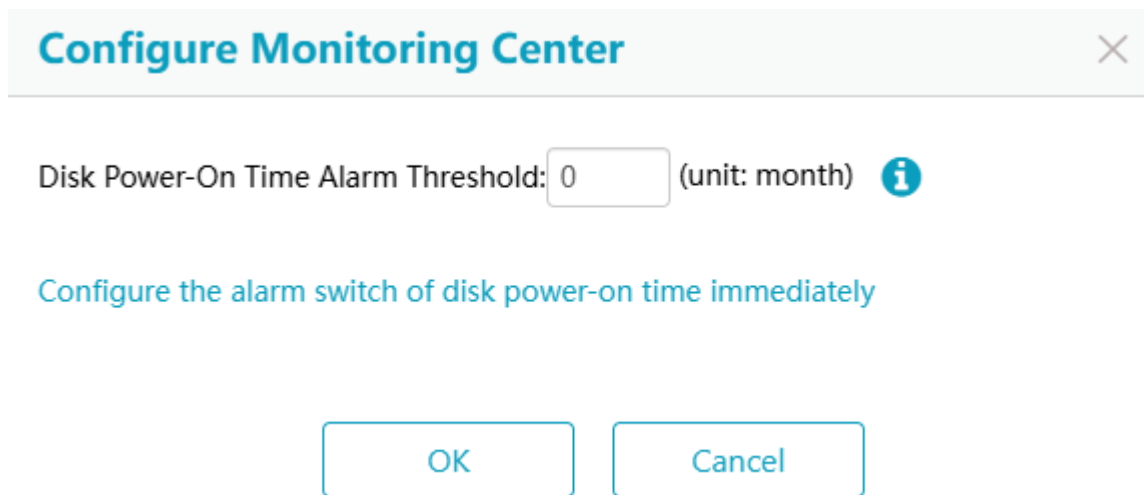 Configure Monitoring Center
Disk Power-On Time Alarm Threshold: 0 (unit: month)
Configure the alarm switch of disk power-on time immediately
OK Cancel